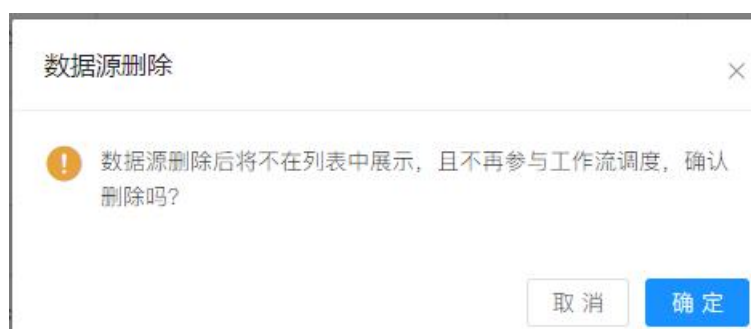 数据源删除
数据源删除后将不在列表中展示，且不再参与工作流调度，确认
删除吗？
取 消
确 定